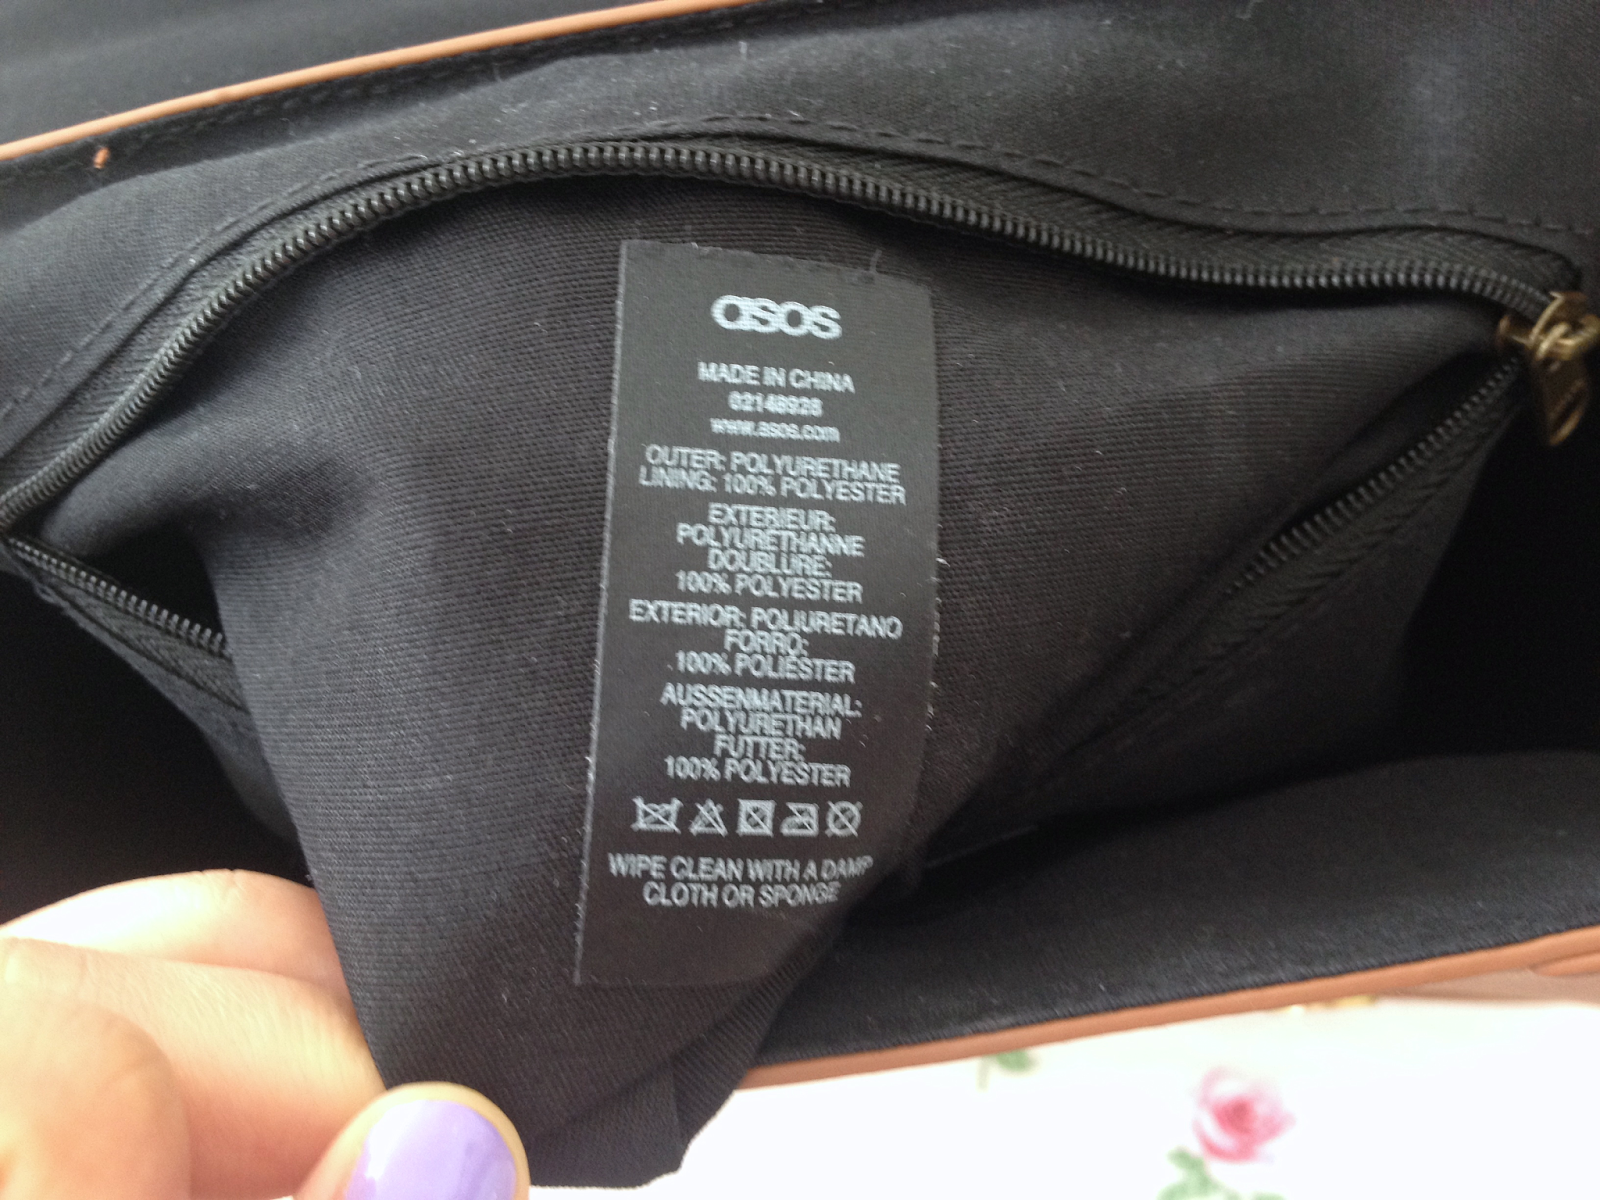 asos
MADE IN CHINA
02148928
www.asos.com
OUTER: POLYURETHANE
LINING: 100% POLYESTER
EXTERIEUR:
POLYURETHANNE
DOUBLURE:
100% POLYESTER
EXTERIOR: POLIURETANO
FORRO:
100% POLIÉSTER
AUSSENMATERIAL:
POLYURETHAN
FUTTER:
100% POLYESTER
WIPE CLEAN WITH A DAMP
CLOTH OR SPONGE